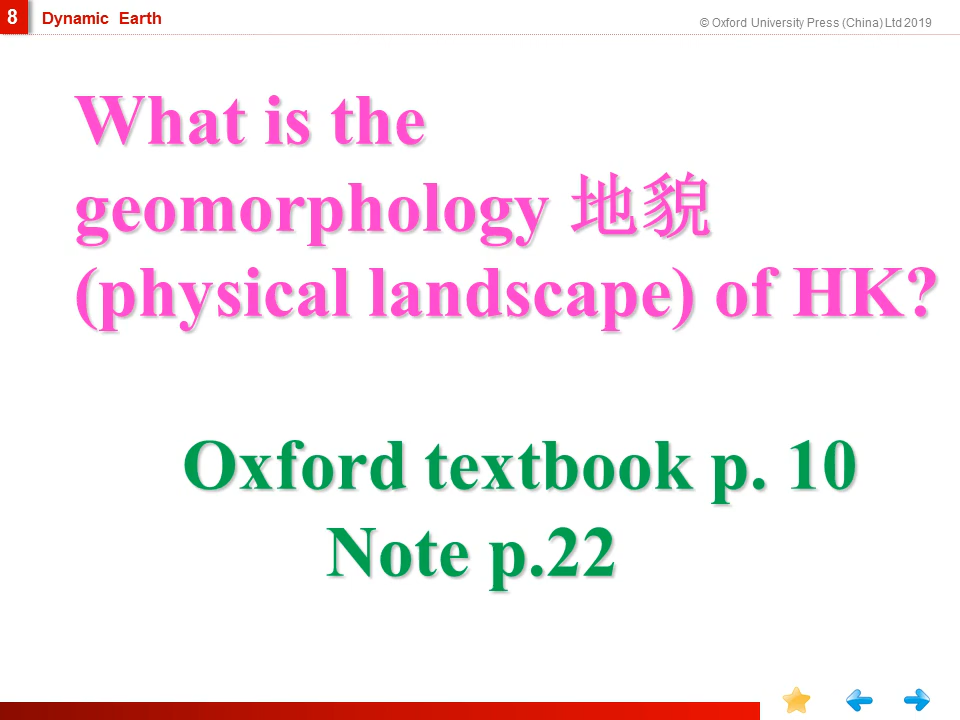 8 Dynamic Earth © Oxford University Press (China) Ltd 2019
What is the
geomorphology 地貌
(physical landscape) of HK?
Oxford textbook p. 10
Note p.22